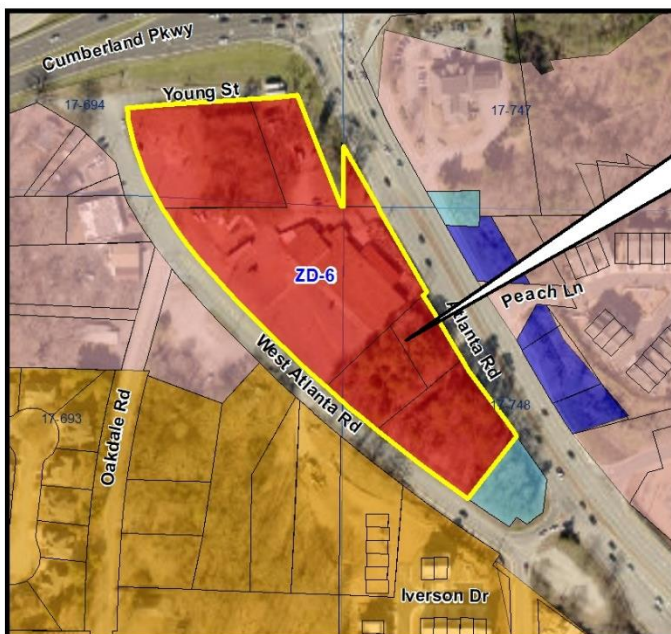 Cumberland Pkwy
Young St
17-694
17-747
ZD-6
Peach Ln
Atlanta Rd
West Atlanta Rd
17-748
17-693
Oakdale Rd
Iverson Dr